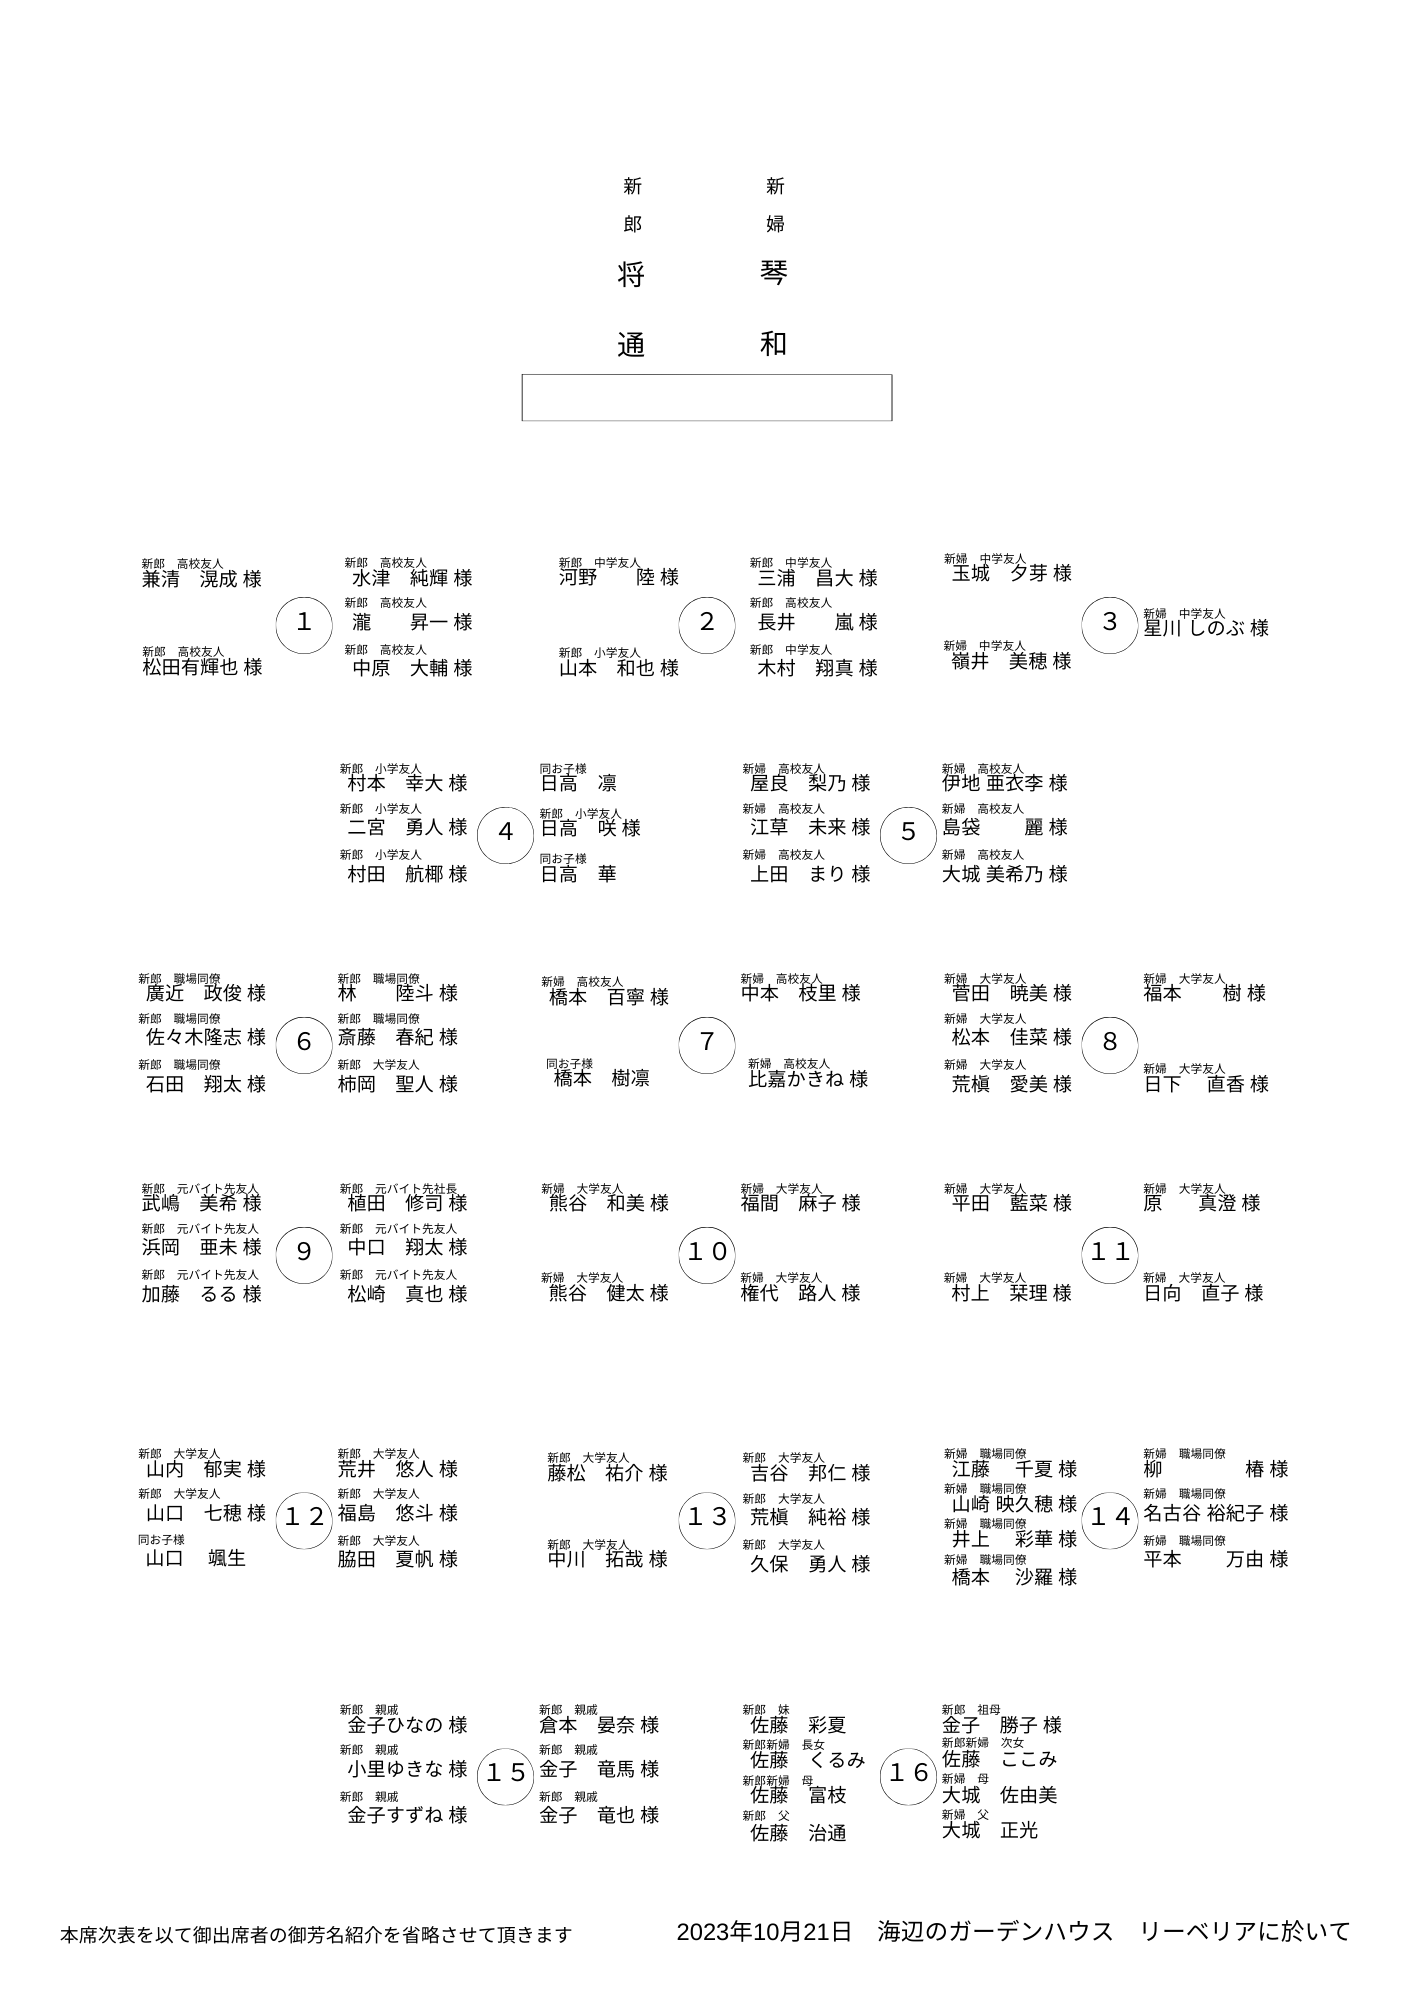 新郎
将通
新婦
琴和
新郎　高校友人
兼清　滉成 様
新郎　高校友人
松田有輝也 様
1
新郎　高校友人
水津　純輝 様
新郎　高校友人
瀧　　昇一 様
新郎　高校友人
中原　大輔 様
新郎　中学友人
河野　　陸 様
新郎　小学友人
山本　和也 様
2
新郎　中学友人
三浦　昌大 様
新郎　高校友人
長井　　嵐 様
新郎　中学友人
木村　翔真 様
新婦　中学友人
玉城　夕芽 様
新婦　中学友人
嶺井　美穂 様
3
新婦　中学友人
星川 しのぶ 様
新郎　小学友人
村本　幸大 様
新郎　小学友人
二宮　勇人 様
新郎　小学友人
村田　航椰 様
4
同お子様
日高　凛
新郎　小学友人
日高　咲 様
同お子様
日高　華
新婦　高校友人
屋良　梨乃 様
新婦　高校友人
江草　未来 様
新婦　高校友人
上田　まり 様
5
新婦　高校友人
伊地 亜衣李 様
新婦　高校友人
島袋　　麗 様
新婦　高校友人
大城 美希乃 様
新郎　職場同僚
廣近　政俊 様
新郎　職場同僚
佐々木隆志 様
新郎　職場同僚
石田　翔太 様
6
新郎　職場同僚
林　　陸斗 様
新郎　職場同僚
斎藤　春紀 様
新郎　大学友人
柿岡　聖人 様
新婦　高校友人
橋本　百寧 様
同お子様
橋本　樹凛
7
新婦　高校友人
中本　枝里 様
新婦　高校友人
比嘉かきね 様
新婦　大学友人
菅田　暁美 様
新婦　大学友人
松本　佳菜 様
新婦　大学友人
荒槇　愛美 様
8
新婦　大学友人
福本　　樹 様
新婦　大学友人
日下　直香 様
新郎　元バイト先友人
武嶋　美希 様
新郎　元バイト先友人
浜岡　亜未 様
新郎　元バイト先友人
加藤　るる 様
9
新郎　元バイト先社長
植田　修司 様
新郎　元バイト先友人
中口　翔太 様
新郎　元バイト先友人
松崎　真也 様
新婦　大学友人
熊谷　和美 様
新婦　大学友人
熊谷　健太 様
10
新婦　大学友人
福間　麻子 様
新婦　大学友人
権代　路人 様
新婦　大学友人
平田　藍菜 様
新婦　大学友人
村上　栞理 様
11
新婦　大学友人
原　　真澄 様
新婦　大学友人
日向　直子 様
新郎　大学友人
山内　郁実 様
新郎　大学友人
山口　七穂 様
同お子様
山口　颯生
12
新郎　大学友人
荒井　悠人 様
新郎　大学友人
福島　悠斗 様
新郎　大学友人
脇田　夏帆 様
新郎　大学友人
藤松　祐介 様
新郎　大学友人
中川　拓哉 様
13
新郎　大学友人
吉谷　邦仁 様
新郎　大学友人
荒槇　純裕 様
新郎　大学友人
久保　勇人 様
新婦　職場同僚
江藤　千夏 様
新婦　職場同僚
山崎 映久穂 様
新婦　職場同僚
井上　彩華 様
新婦　職場同僚
橋本　沙羅 様
14
新婦　職場同僚
柳　　　　椿 様
新婦　職場同僚
名古谷 裕紀子 様
新婦　職場同僚
平本　　万由 様
新郎　親戚
金子ひなの 様
新郎　親戚
小里ゆきな 様
新郎　親戚
金子すずね 様
15
新郎　親戚
倉本　晏奈 様
新郎　親戚
金子　竜馬 様
新郎　親戚
金子　竜也 様
新郎　妹
佐藤　彩夏
新郎新婦　長女
佐藤　くるみ
新郎新婦　母
佐藤　富枝
新郎　父
佐藤　治通
16
新郎　祖母
金子　勝子 様
新郎新婦　次女
佐藤　ここみ
新婦　母
大城　佐由美
新婦　父
大城　正光
本席次表を以て御出席者の御芳名紹介を省略させて頂きます
2023年10月21日　海辺のガーデンハウス　リーベリアに於いて